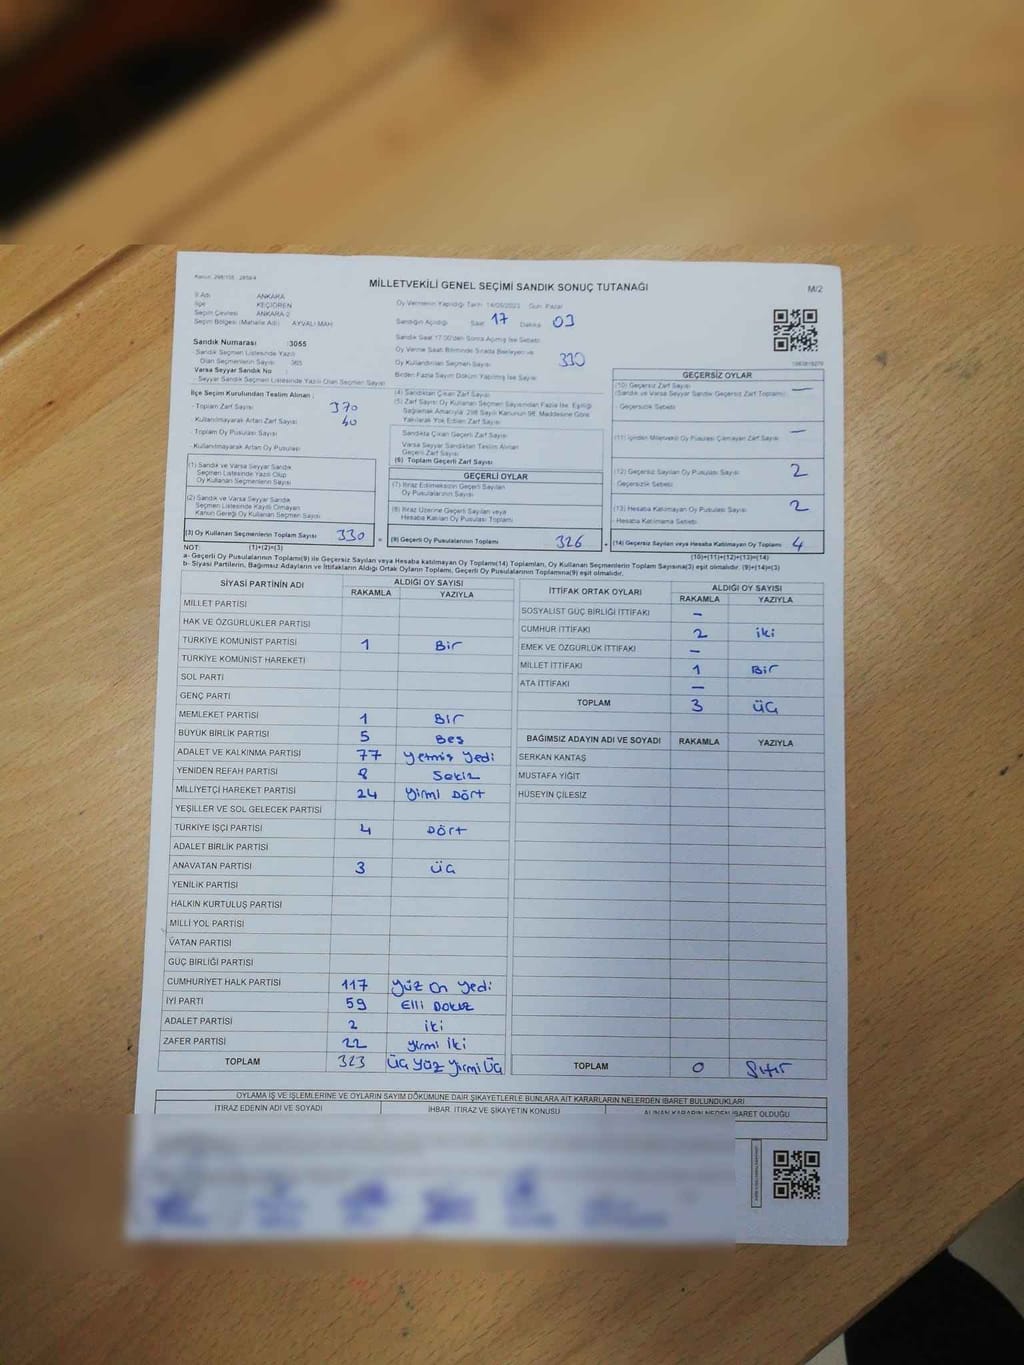 Kanun: 298/105 - 2839/4
MİLLETVEKİLİ GENEL SEÇİMİ SANDIK SONUÇ TUTANAĞI
M/2
İl Adı ANKARA
İlçe KEÇİÖREN
Seçim Çevresi ANKARA-2
Seçim Bölgesi (Mahalle Adı) AYVALI MAH
Sandık Numarası :3055
Sandık Seçmen Listesinde Yazılı
Olan Seçmenlerin Sayısı
Varsa Seyyar Sandık No :
Seyyar Sandık Seçmen Listesinde Yazılı Olan Seçmen Sayısı
İlçe Seçim Kurulundan Teslim Alınan ;
- Toplam Zarf Sayısı 370
- Kullanılmayarak Artan Zarf Sayısı 40
- Toplam Oy Pusulası Sayısı
- Kullanılmayarak Artan Oy Pusulası
(1) Sandık ve Varsa Seyyar Sandık
Seçmen Listesinde Yazılı Olup
Oy Kullanan Seçmenlerin Sayısı
(2) Sandık ve Varsa Seyyar Sandık
Seçmen Listesinde Kayıtlı Olmayan
Kanun Gereği Oy Kullanan Seçmen Sayısı
(3) Oy Kullanan Seçmenlerin Toplam Sayısı 330
(1)+(2)=(3)
Oy Vermenin Yapıldığı Tarih: 14/05/2023 Gün: Pazar
Sandığın Açıldığı Saat 17 Dakika 03
Sandık Saat 17:00'den Sonra Açılmış İse Sebebi
Oy Verme Saati Bitiminde Sırada Bekleyen ve
Oy Kullandırılan Seçmen Sayısı 330
Birden Fazla Sayım Döküm Yapılmış İse Sayısı
(4) Sandıktan Çıkan Zarf Sayısı
(5) Zarf Sayısı Oy Kullanan Seçmen Sayısından Fazla İse, Eşitliği
Sağlamak Amacıyla, 298 Sayılı Kanunun 98. Maddesine Göre
Yakılarak Yok Edilen Zarf Sayısı
Sandıkta Çıkan Geçerli Zarf Sayısı
Varsa Seyyar Sandıktan Teslim Alınan
Geçerli Zarf Sayısı
(6) Toplam Geçerli Zarf Sayısı
GEÇERLİ OYLAR
(7) İtiraz Edilmeksizin Geçerli Sayılan
Oy Pusulalarının Sayısı
(8) İtiraz Üzerine Geçerli Sayılan veya
Hesaba Katılan Oy Pusulası Toplamı
(9) Geçerli Oy Pusulalarının Toplamı 326
GEÇERSİZ OYLAR
(10) Geçersiz Zarf Sayısı —
(Sandık ve Varsa Seyyar Sandık Geçersiz Zarf Toplamı)
Geçersizlik Sebebi
(11) İçinden Milletvekili Oy Pusulası Çıkmayan Zarf Sayısı —
(12) Geçersiz Sayılan Oy Pusulası Sayısı 2
Geçersizlik Sebebi
(13) Hesaba Katılmayan Oy Pusulası Sayısı 2
- Hesaba Katılmama Sebebi
(14) Geçersiz Sayılan veya Hesaba Katılmayan Oy Toplamı 4
(10)+(11)+(12)+(13)=(14)
NOT:
a- Geçerli Oy Pusulalarının Toplamı(9) ile Geçersiz Sayılan veya Hesaba katılmayan Oy Toplamı(14) Toplamları, Oy Kullanan Seçmenlerin Toplam Sayısına(3) eşit olmalıdır. (9)+(14)=(3)
b- Siyasi Partilerin, Bağımsız Adayların ve İttifakların Aldığı Ortak Oyların Toplamı, Geçerli Oy Pusulalarının Toplamına(9) eşit olmalıdır.
SİYASİ PARTİNİN ADI ALDIĞI OY SAYISI
RAKAMLA YAZIYLA
MİLLET PARTİSİ
HAK VE ÖZGÜRLÜKLER PARTİSİ
TÜRKİYE KOMÜNİST PARTİSİ 1 Bir
TÜRKİYE KOMÜNİST HAREKETİ
SOL PARTİ
GENÇ PARTİ
MEMLEKET PARTİSİ 1 BİR
BÜYÜK BİRLİK PARTİSİ 5 Beş
ADALET VE KALKINMA PARTİSİ 77 Yetmiş Yedi
YENİDEN REFAH PARTİSİ 8 Sekiz
MİLLİYETÇİ HAREKET PARTİSİ 24 Yirmi Dört
YEŞİLLER VE SOL GELECEK PARTİSİ
TÜRKİYE İŞÇİ PARTİSİ 4 Dört
ADALET BİRLİK PARTİSİ
ANAVATAN PARTİSİ 3 Üç
YENİLİK PARTİSİ
HALKIN KURTULUŞ PARTİSİ
MİLLİ YOL PARTİSİ
VATAN PARTİSİ
GÜÇ BİRLİĞİ PARTİSİ
CUMHURİYET HALK PARTİSİ 117 Yüz On Yedi
İYİ PARTİ 59 Elli Dokuz
ADALET PARTİSİ 2 iki
ZAFER PARTİSİ 22 Yirmi İki
TOPLAM 323 Üç Yüz Yirmi Üç
İTTİFAK ORTAK OYLARI ALDIĞI OY SAYISI
RAKAMLA YAZIYLA
SOSYALİST GÜÇ BİRLİĞİ İTTİFAKI —
CUMHUR İTTİFAKI 2 iki
EMEK VE ÖZGÜRLÜK İTTİFAKI —
MİLLET İTTİFAKI 1 Bir
ATA İTTİFAKI —
TOPLAM 3 Üç
BAĞIMSIZ ADAYIN ADI VE SOYADI RAKAMLA YAZIYLA
SERKAN KANTAŞ
MUSTAFA YİĞİT
HÜSEYİN ÇİLESİZ
TOPLAM 0 Sıfır
OYLAMA İŞ VE İŞLEMLERİNE VE OYLARIN SAYIM DÖKÜMÜNE DAİR ŞİKAYETLERLE BUNLARA AİT KARARLARIN NELERDEN İBARET BULUNDUKLARI
İTİRAZ EDENİN ADI VE SOYADI İHBAR, İTİRAZ VE ŞİKAYETİN KONUSU ALINAN KARARIN NEDEN İBARET OLDUĞU